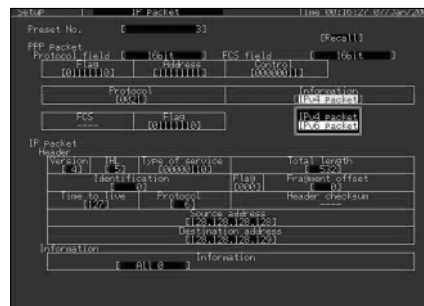 Setup IP Packet Time 00:16:27 07/Jan/20
Preset No. [ 3]
[Recall]
PPP Packet
Protocol field [ 16bit ] FCS field [ 16bit ]
Flag Address Control
[01111110] [11111111] [00000011]
Protocol Information
[0021] [IPv4 packet]
FCS Flag
---- [01111110]
IPv4 packet
IPv6 packet
IP Packet
Header
Version IHL Type of service Total length
[ 4] [ 5] [00000110] [ 532]
Identification Flag Fragment offset
[ 0] [000] [ 0]
Time to live Protocol Header checksum
[127] [ 6] ----
Source address
[128.128.128.128]
Destination address
[128.128.128.129]
Information
Information
[ All 0 ]